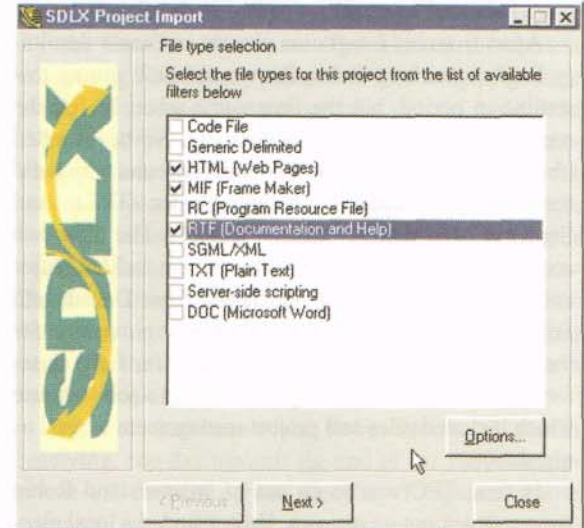 SDLX Project Import
File type selection
Select the file types for this project from the list of available
filters below
Code File
Generic Delimited
HTML (Web Pages)
MIF (Frame Maker)
RC (Program Resource File)
RTF (Documentation and Help)
SGML/XML
TXT (Plain Text)
Server-side scripting
DOC (Microsoft Word)
SDLX
Options...
< Previous
Next >
Close